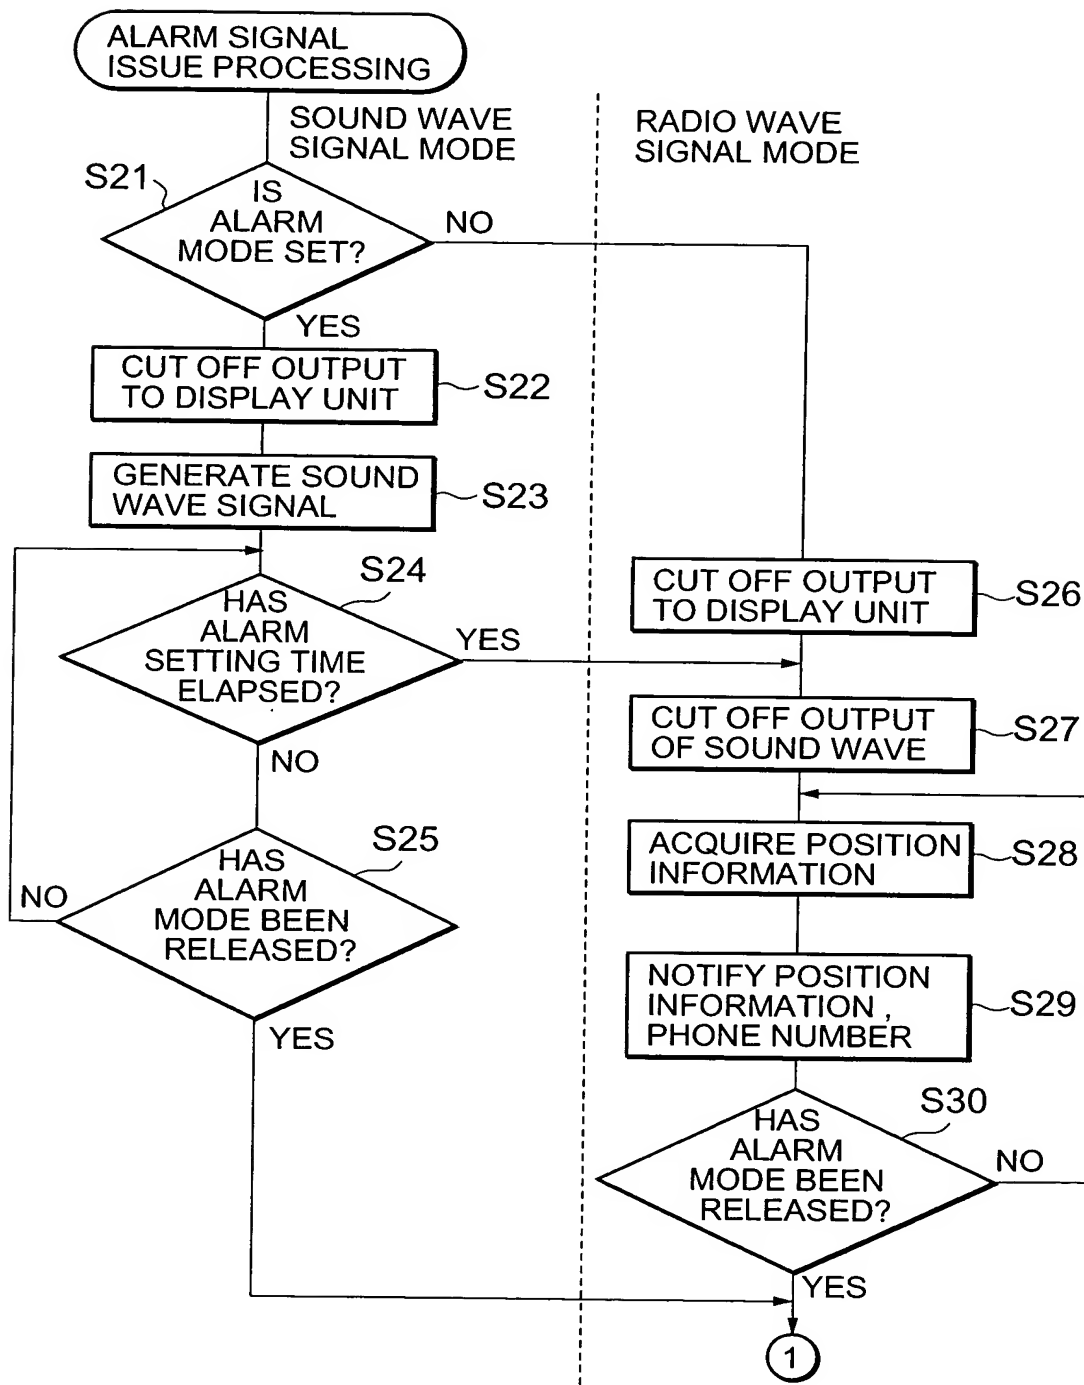 ALARM SIGNAL
ISSUE PROCESSING
SOUND WAVE
SIGNAL MODE
RADIO WAVE
SIGNAL MODE
S21
IS
ALARM
MODE SET?
NO
YES
CUT OFF OUTPUT
TO DISPLAY UNIT
S22
GENERATE SOUND
WAVE SIGNAL
S23
S24
HAS
ALARM
SETTING TIME
ELAPSED?
YES
NO
S25
HAS
ALARM
MODE BEEN
RELEASED?
NO
YES
CUT OFF OUTPUT
TO DISPLAY UNIT
S26
CUT OFF OUTPUT
OF SOUND WAVE
S27
ACQUIRE POSITION
INFORMATION
S28
NOTIFY POSITION
INFORMATION ,
PHONE NUMBER
S29
S30
HAS
ALARM
MODE BEEN
RELEASED?
NO
YES
1